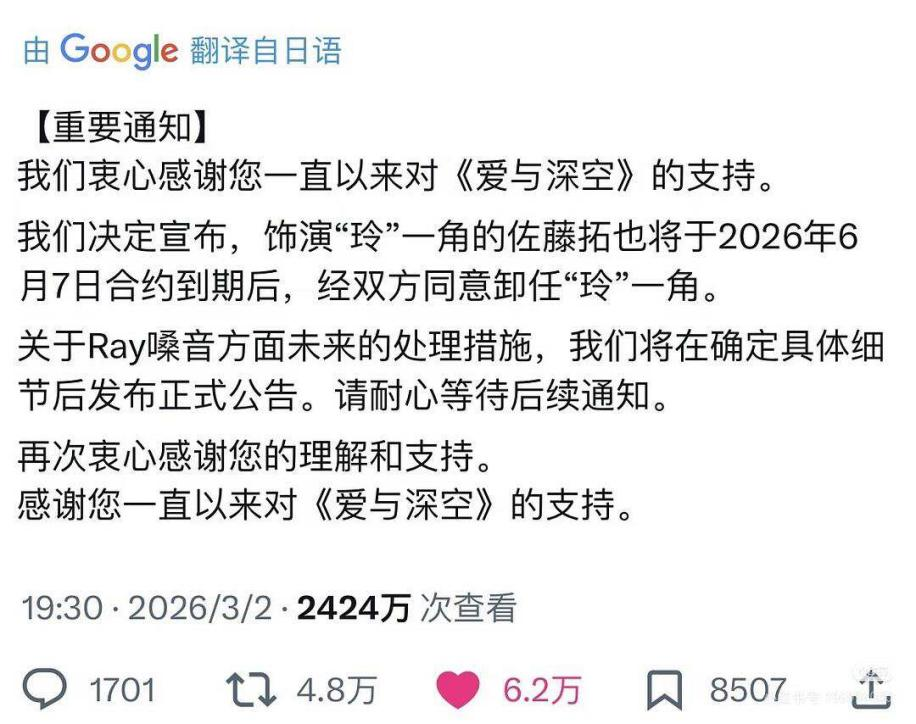 由 Google 翻译自日语
【重要通知】
我们衷心感谢您一直以来对《爱与深空》的支持。
我们决定宣布，饰演“玲”一角的佐藤拓也将于2026年6
月7日合约到期后，经双方同意卸任“玲”一角。
关于Ray嗓音方面未来的处理措施，我们将在确定具体细
节后发布正式公告。请耐心等待后续通知。
再次衷心感谢您的理解和支持。
感谢您一直以来对《爱与深空》的支持。
19:30 · 2026/3/2 · 2424万 次查看
1701 4.8万 6.2万 8507